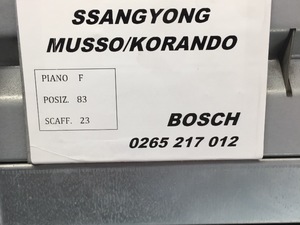 SSANGYONG
MUSSO/KORANDO
PIANO F
POSIZ. 83
SCAFF. 23
BOSCH
0265 217 012